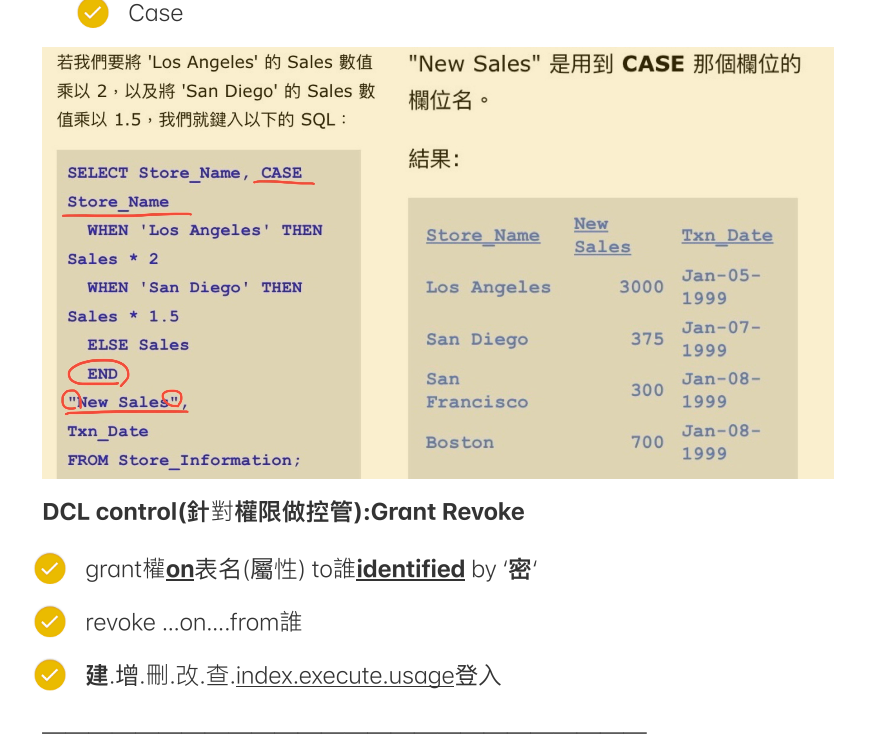 Case
若我們要將 'Los Angeles' 的 Sales 數值
乘以 2，以及將 'San Diego' 的 Sales 數
值乘以 1.5，我們就鍵入以下的 SQL：
SELECT Store_Name, CASE
Store_Name
WHEN 'Los Angeles' THEN
Sales * 2
WHEN 'San Diego' THEN
Sales * 1.5
ELSE Sales
END
"New Sales",
Txn_Date
FROM Store_Information;
"New Sales" 是用到 CASE 那個欄位的
欄位名。
結果:
Store_Name New Sales Txn_Date
Los Angeles 3000 Jan-05-1999
San Diego 375 Jan-07-1999
San Francisco 300 Jan-08-1999
Boston 700 Jan-08-1999
DCL control(針對權限做控管):Grant Revoke
grant權on表名(屬性) to誰identified by ‘密‘
revoke ...on....from誰
建.增.刪.改.查.index.execute.usage登入